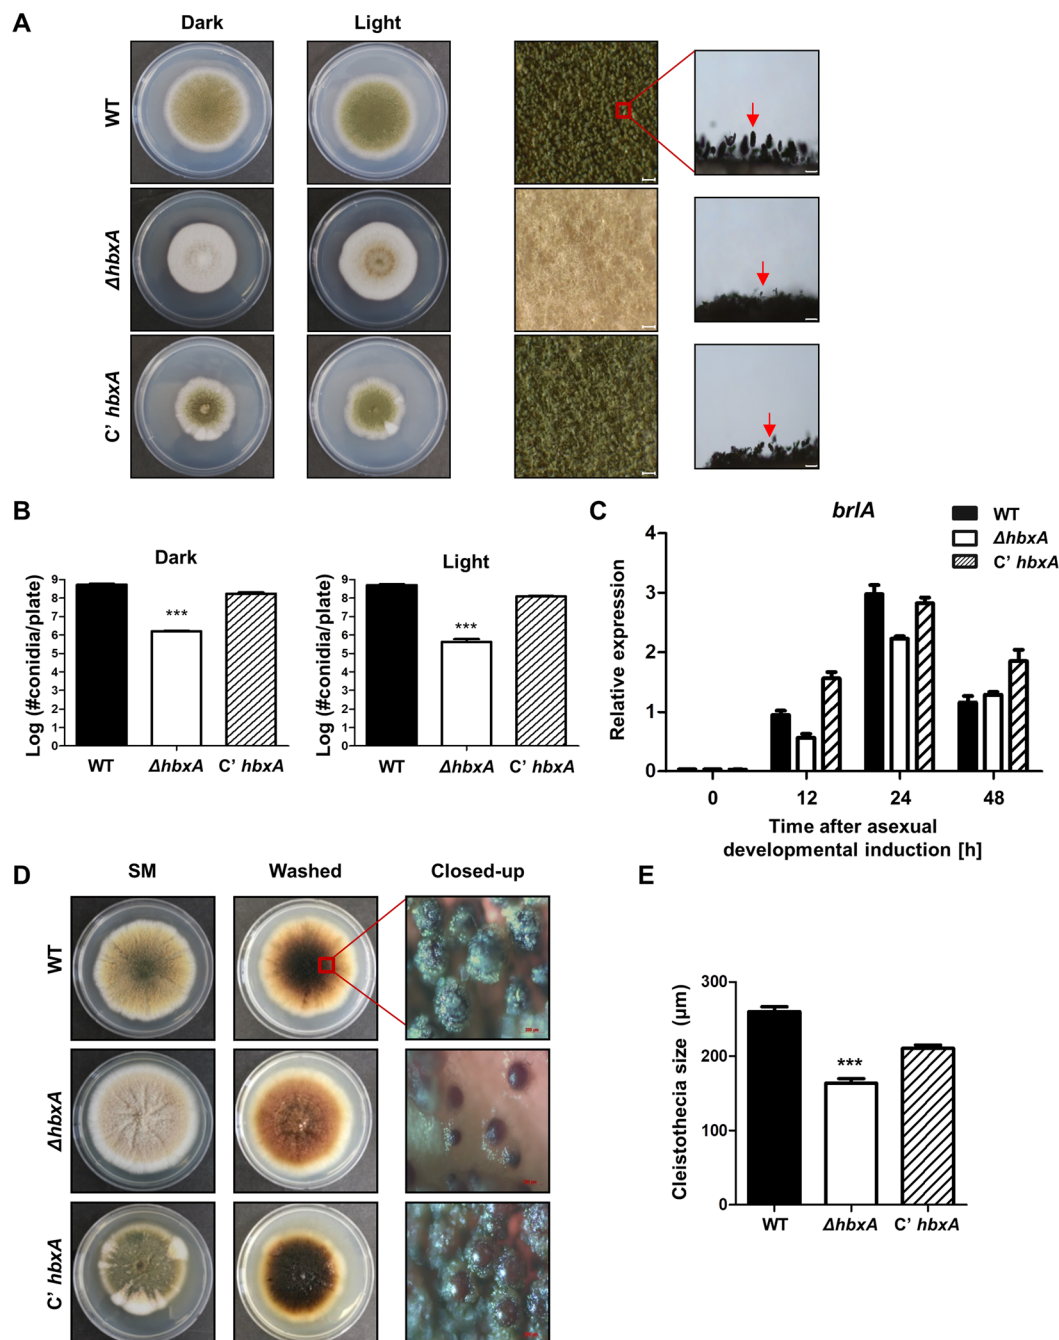 A
Dark
Light
WT
ΔhbxA
C' hbxA
B
Dark
Log (#conidia/plate)
9
8
7
6
5
4
3
2
1
0
***
WT
ΔhbxA
C' hbxA
Light
Log (#conidia/plate)
9
8
7
6
5
4
3
2
1
0
***
WT
ΔhbxA
C' hbxA
C
brlA
WT
ΔhbxA
C' hbxA
Relative expression
4
3
2
1
0
0
12
24
48
Time after asexual
developmental induction [h]
D
SM
Washed
Closed-up
WT
ΔhbxA
C' hbxA
E
Cleistothecia size (µm)
300
200
100
0
***
WT
ΔhbxA
C' hbxA